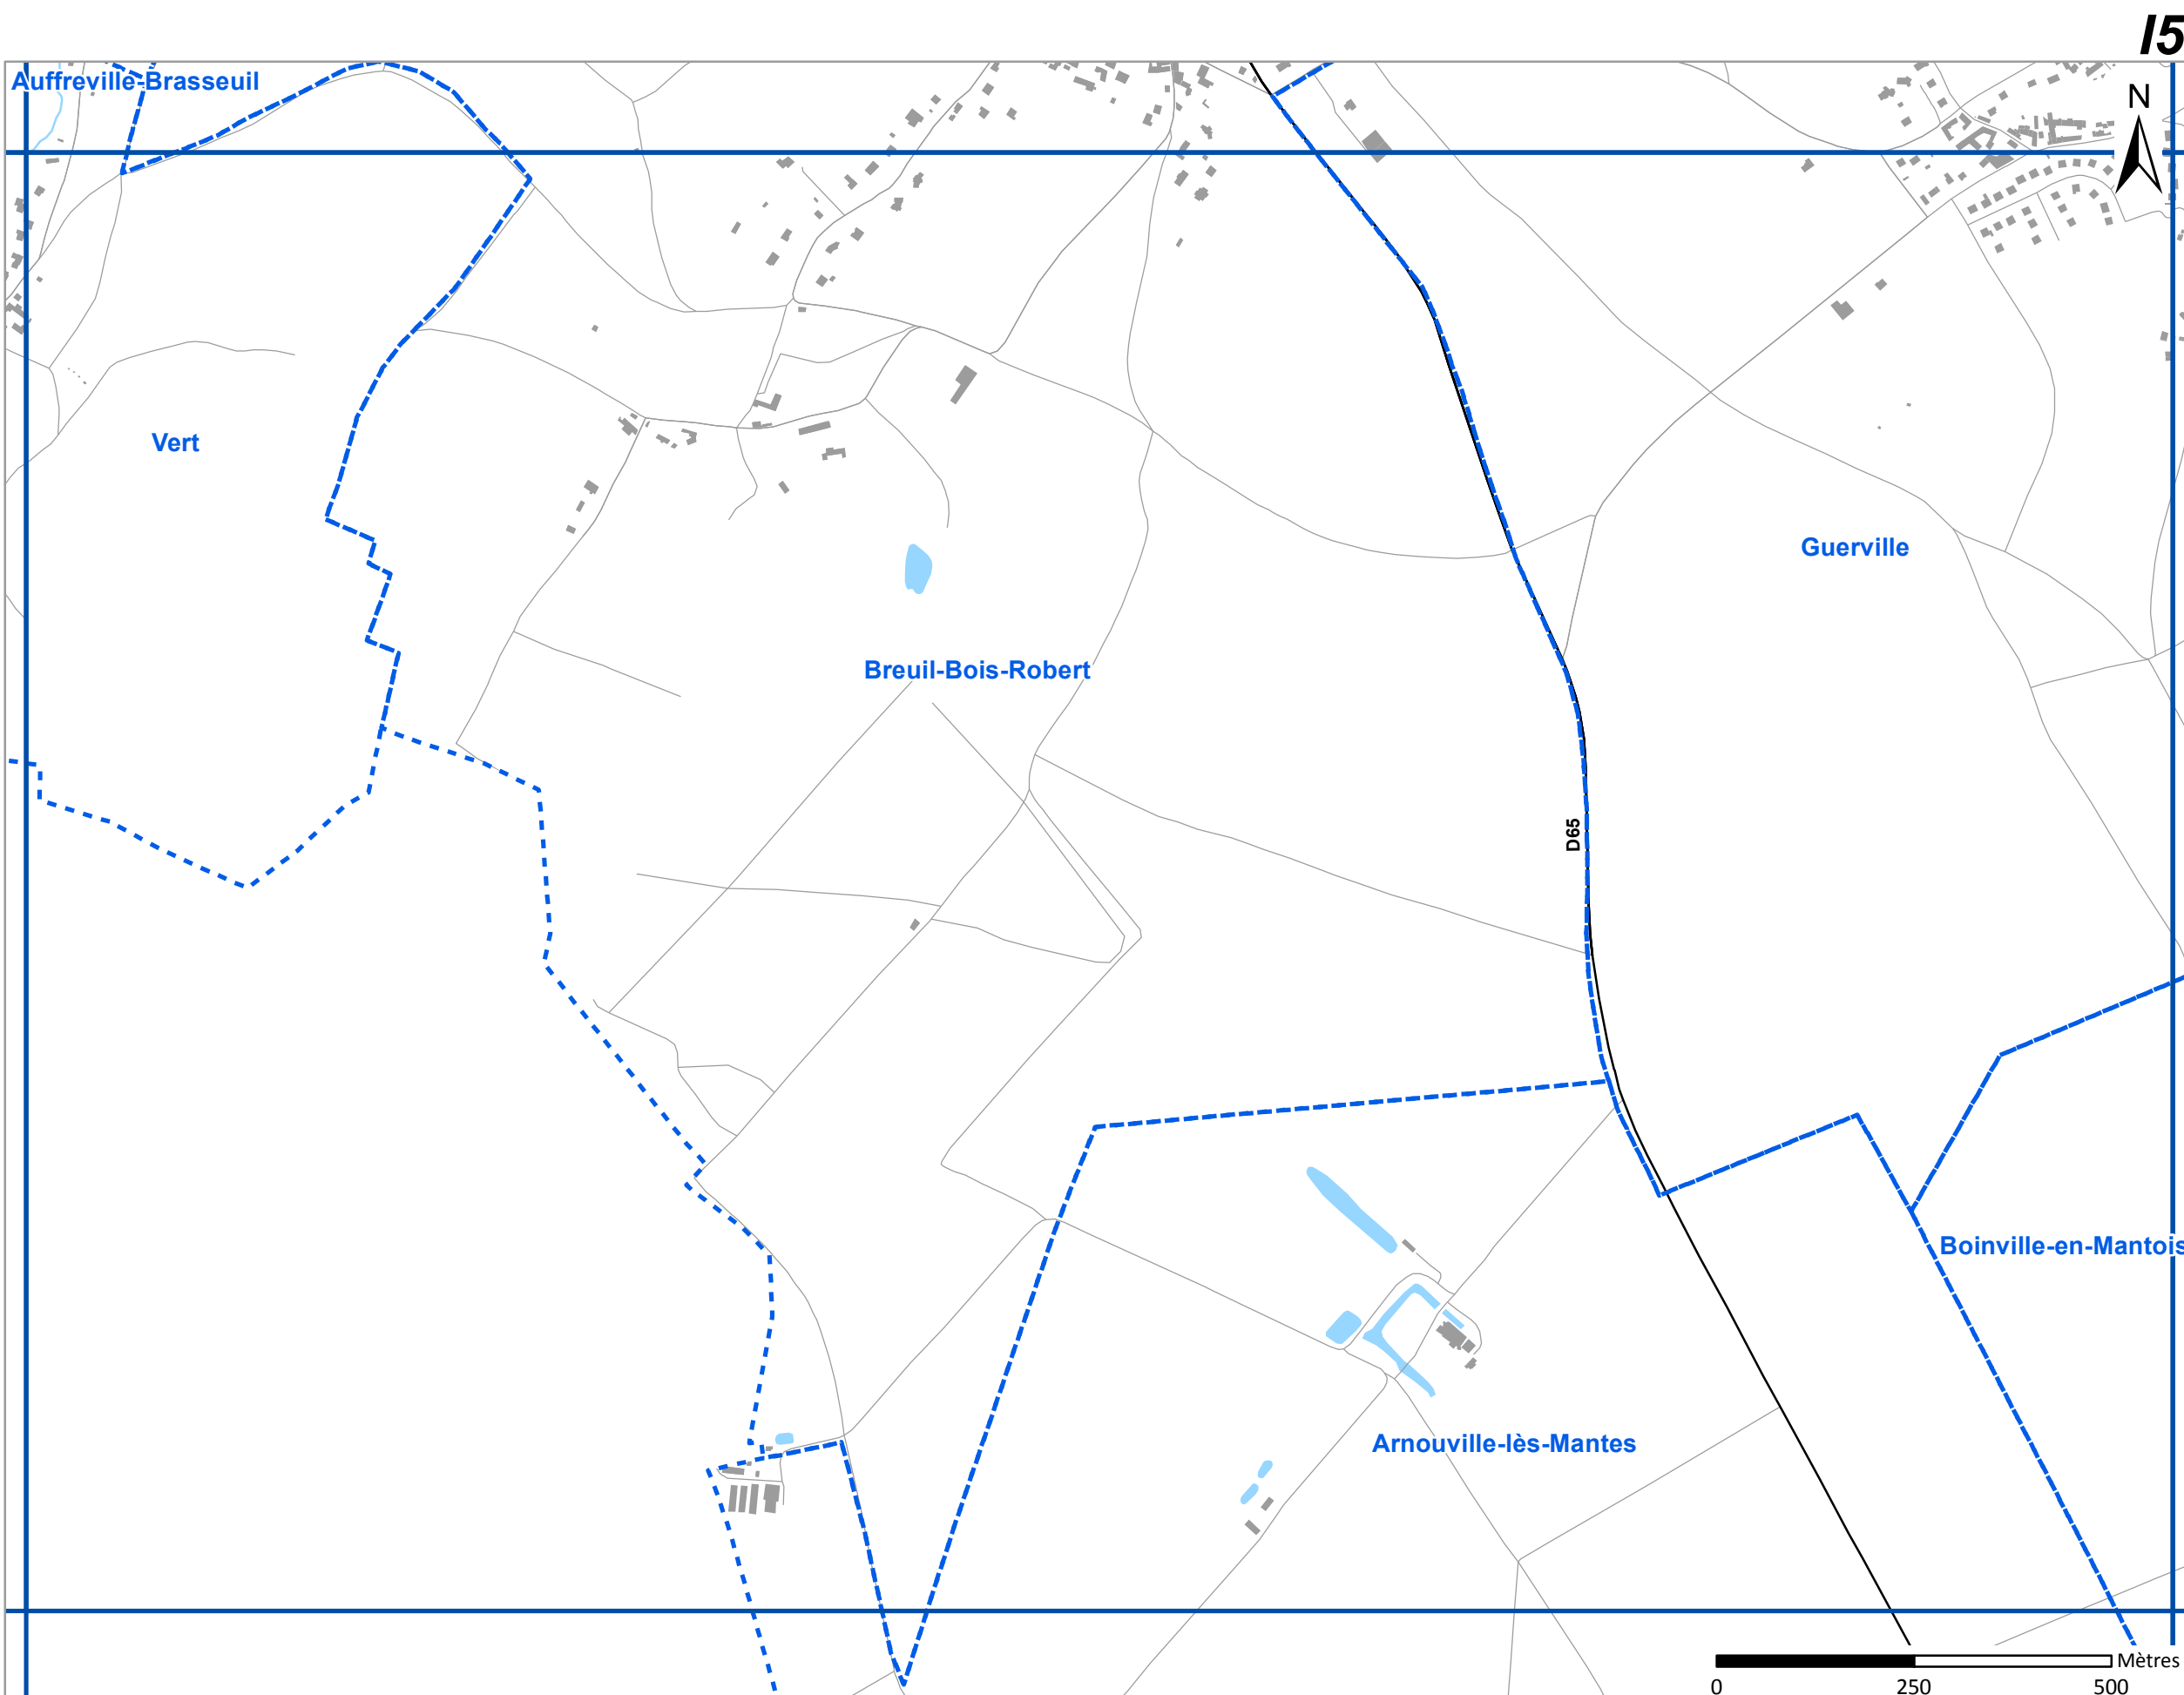 I5
Auffreville-Brasseuil
N
Vert
Guerville
Breuil-Bois-Robert
D65
Boinville-en-Mantois
Arnouville-lès-Mantes
Mètres
0 250 500